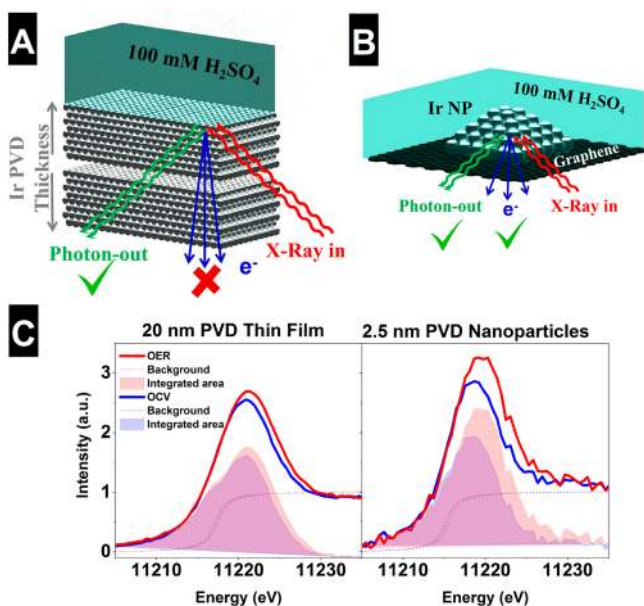 A
100 mM H₂SO₄
Ir PVD
Thickness
Photon-out
e⁻
X-Ray in
B
100 mM H₂SO₄
Ir NP
Graphene
Photon-out
e⁻
X-Ray in
C
20 nm PVD Thin Film
2.5 nm PVD Nanoparticles
OER
Background
Integrated area
OCV
Background
Integrated area
Intensity (a.u.)
3
2
1
0
11210 11220 11230
11210 11220 11230
Energy (eV)
Energy (eV)